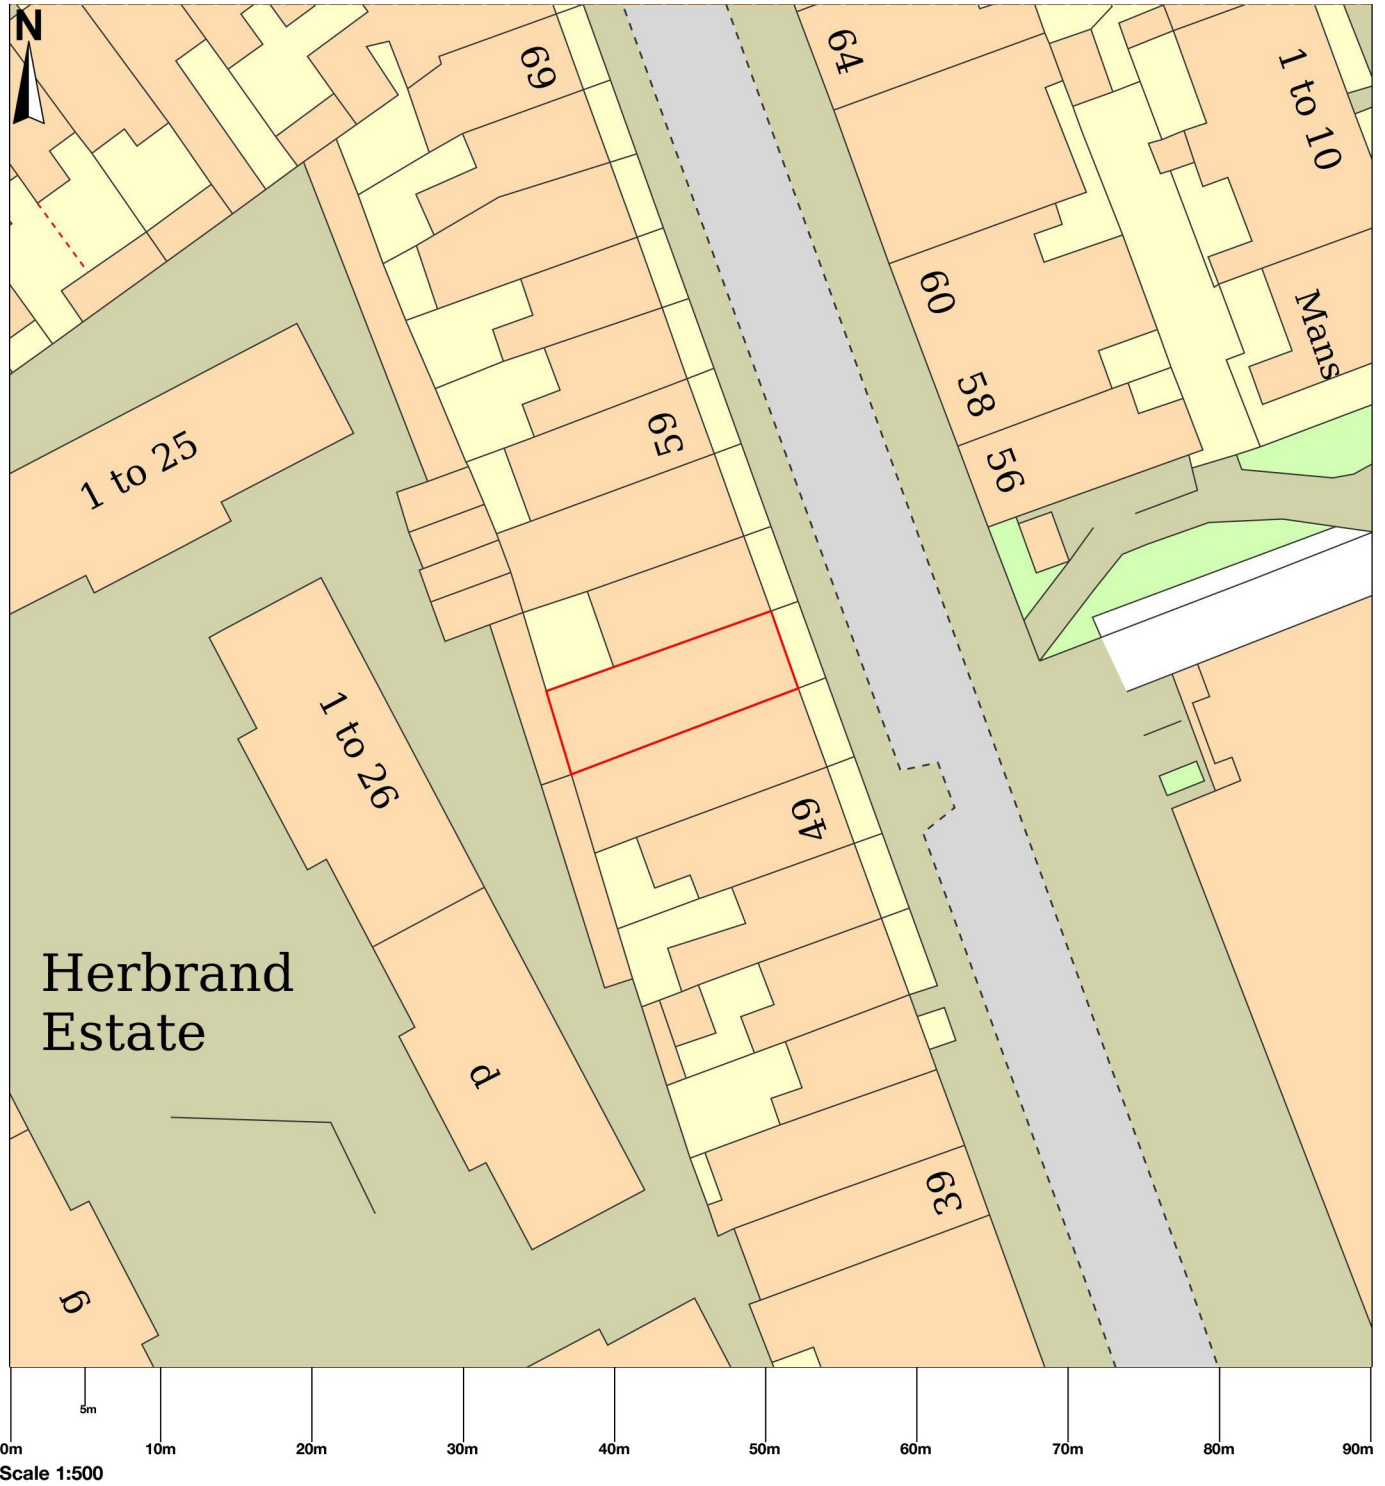 N
69
64
1 to 10
60
Mans
58
59
56
1 to 25
1 to 26
49
Herbrand
Estate
d
39
g
5m
0m 10m 20m 30m 40m 50m 60m 70m 80m 90m
Scale 1:500